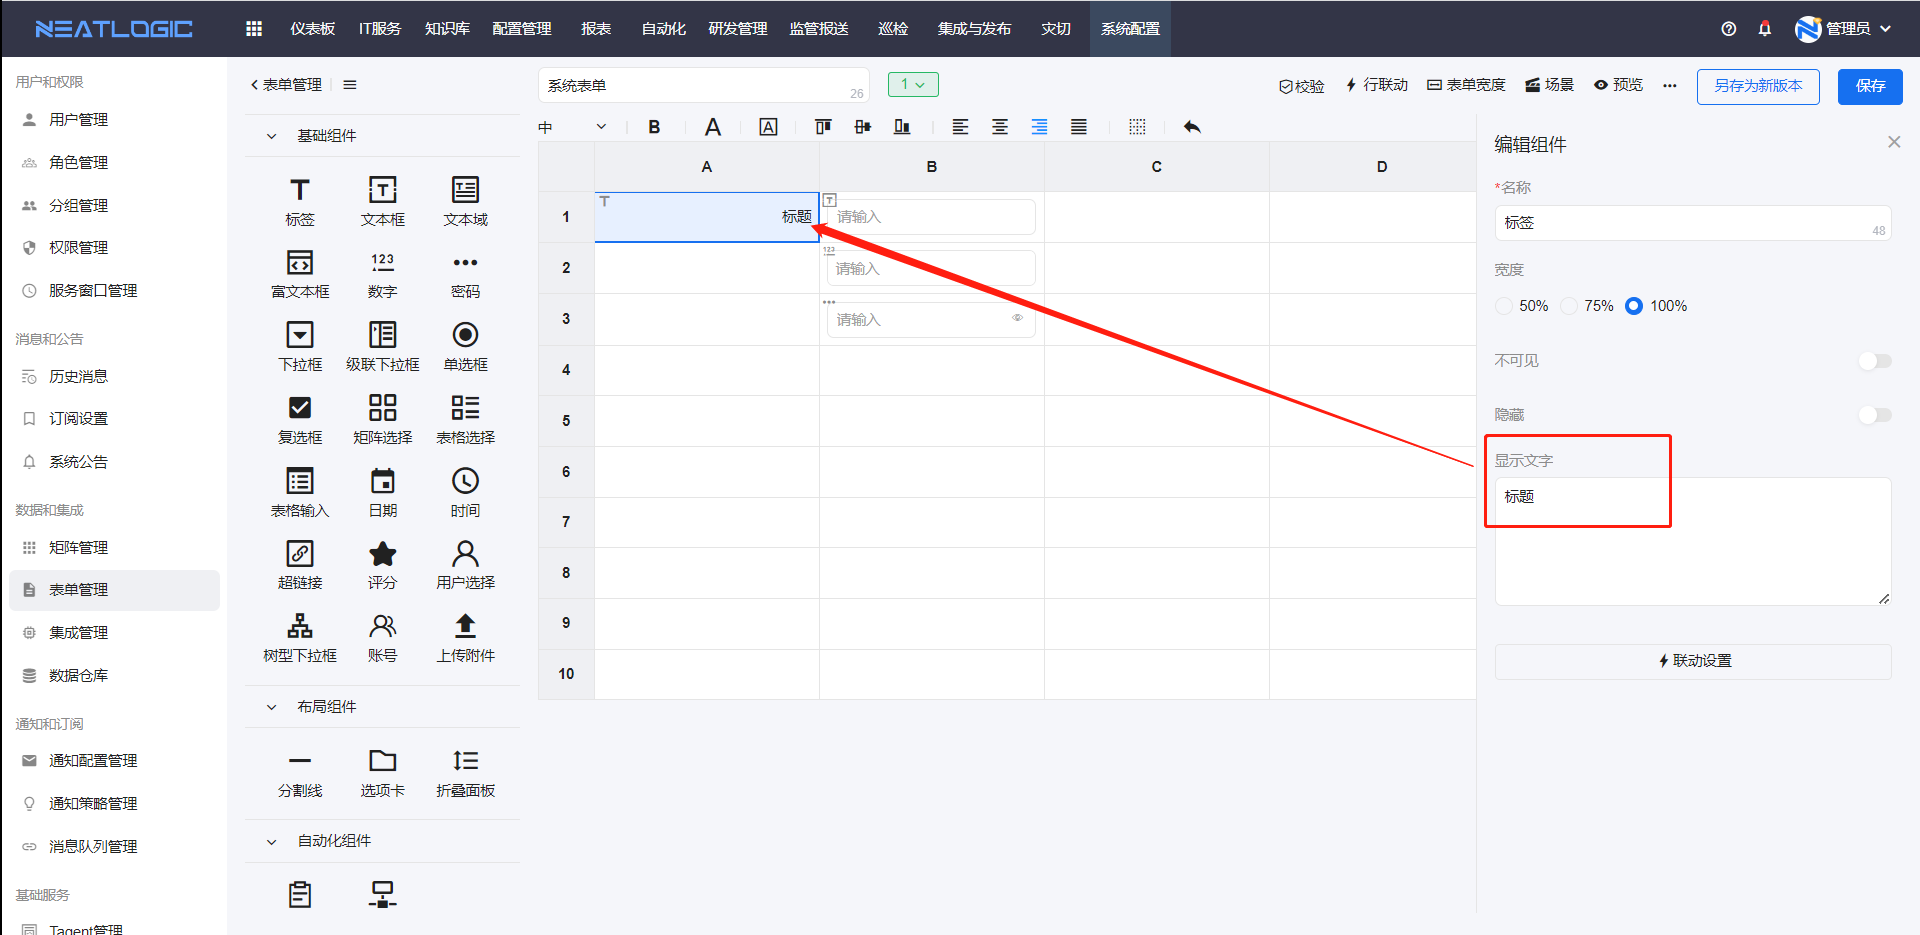 NEATLOGIC
仪表板 IT服务 知识库 配置管理 报表 自动化 研发管理 监管报送 巡检 集成与发布 灾切 系统配置
管理员
用户和权限
用户管理
角色管理
分组管理
权限管理
服务窗口管理
消息和公告
历史消息
订阅设置
系统公告
数据和集成
矩阵管理
表单管理
集成管理
数据仓库
通知和订阅
通知配置管理
通知策略管理
消息队列管理
基础服务
Tagent管理
表单管理
基础组件
标签 文本框 文本域
富文本框 数字 密码
下拉框 级联下拉框 单选框
复选框 矩阵选择 表格选择
表格输入 日期 时间
超链接 评分 用户选择
树型下拉框 账号 上传附件
布局组件
分割线 选项卡 折叠面板
自动化组件
系统表单 26
1
校验 行联动 表单宽度 场景 预览 另存为新版本 保存
中 B A A
A B C D
1 标题 请输入
2 123 请输入
3 请输入
4
5
6
7
8
9
10
编辑组件
*名称
标签 48
宽度
50% 75% 100%
不可见
隐藏
显示文字
标题
联动设置